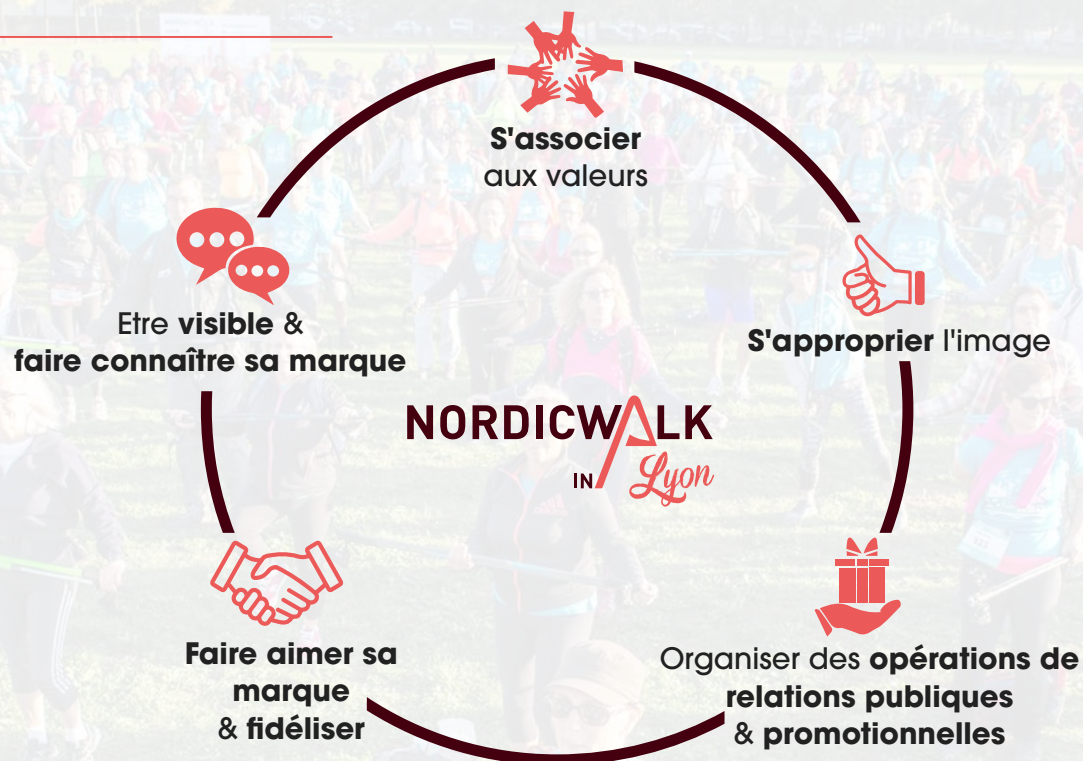 S'associer
aux valeurs
S'approprier l'image
Organiser des opérations de
relations publiques
& promotionnelles
Faire aimer sa
marque
& fidéliser
Etre visible &
faire connaître sa marque
NORDICWALK
IN Lyon